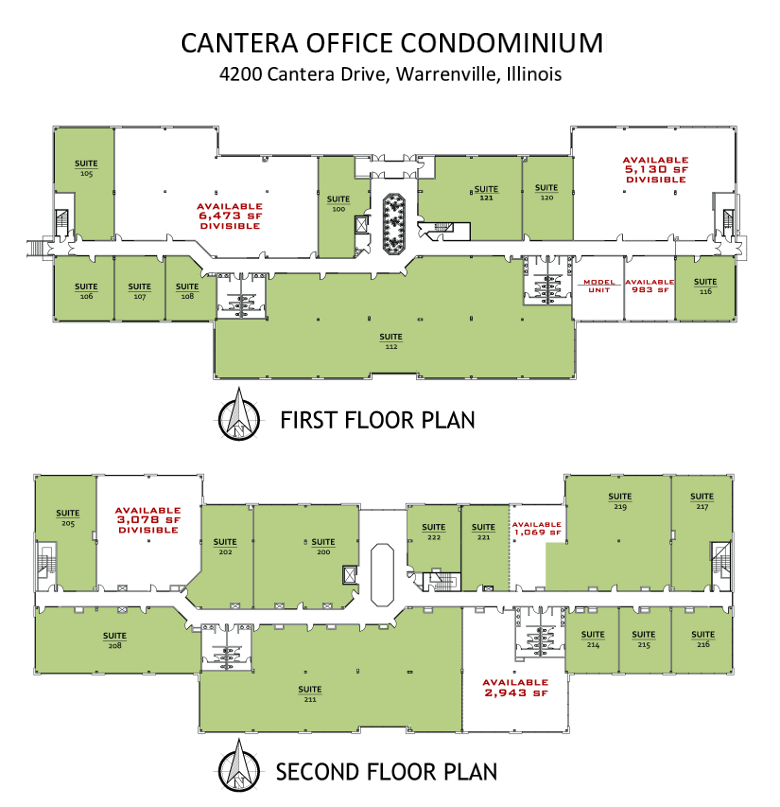 CANTERA OFFICE CONDOMINIUM
4200 Cantera Drive, Warrenville, Illinois
SUITE
105
AVAILABLE
6,473 SF
DIVISIBLE
SUITE
100
SUITE
121
SUITE
120
AVAILABLE
5,130 SF
DIVISIBLE
SUITE
106
SUITE
107
SUITE
108
SUITE
112
MODEL
UNIT
AVAILABLE
983 SF
SUITE
116
N
FIRST FLOOR PLAN
SUITE
205
AVAILABLE
3,078 SF
DIVISIBLE
SUITE
202
SUITE
200
SUITE
222
SUITE
221
AVAILABLE
1,069 SF
SUITE
219
SUITE
217
SUITE
208
SUITE
211
AVAILABLE
2,943 SF
SUITE
214
SUITE
215
SUITE
216
N
SECOND FLOOR PLAN